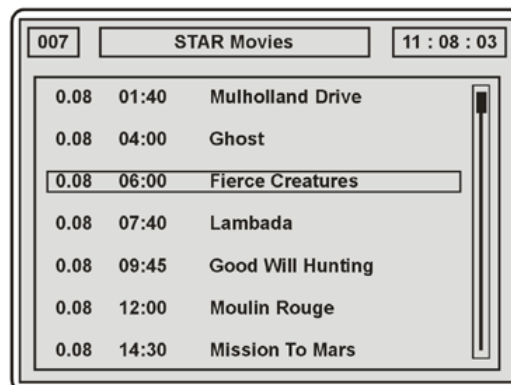 007 STAR Movies 11 : 08 : 03
0.08 01:40 Mulholland Drive
0.08 04:00 Ghost
0.08 06:00 Fierce Creatures
0.08 07:40 Lambada
0.08 09:45 Good Will Hunting
0.08 12:00 Moulin Rouge
0.08 14:30 Mission To Mars